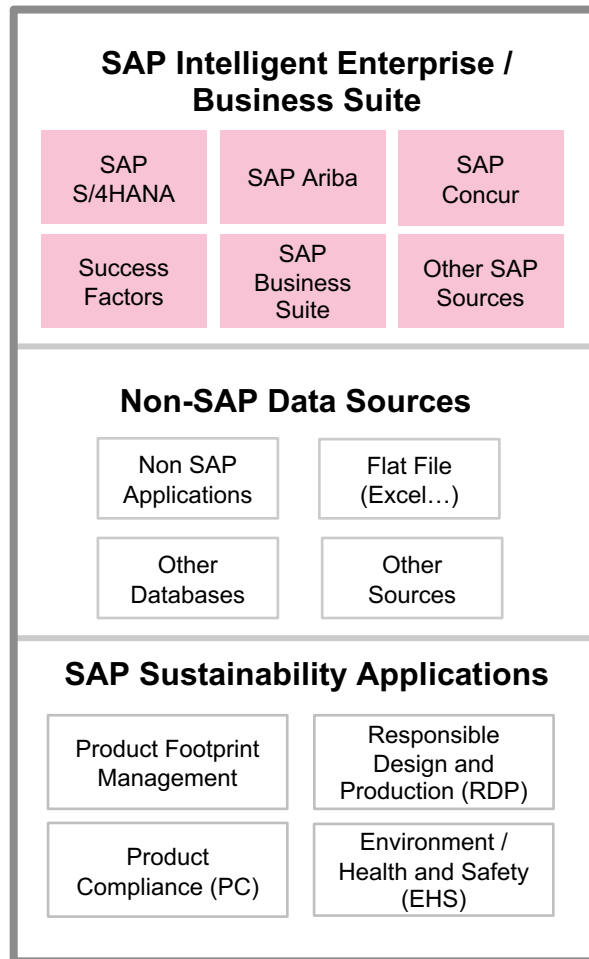 SAP Intelligent Enterprise /
Business Suite
SAP
S/4HANA
SAP Ariba
SAP
Concur
Success
Factors
SAP
Business
Suite
Other SAP
Sources
Non-SAP Data Sources
Non SAP
Applications
Flat File
(Excel…)
Other
Databases
Other
Sources
SAP Sustainability Applications
Product Footprint
Management
Responsible
Design and
Production (RDP)
Product
Compliance (PC)
Environment /
Health and Safety
(EHS)